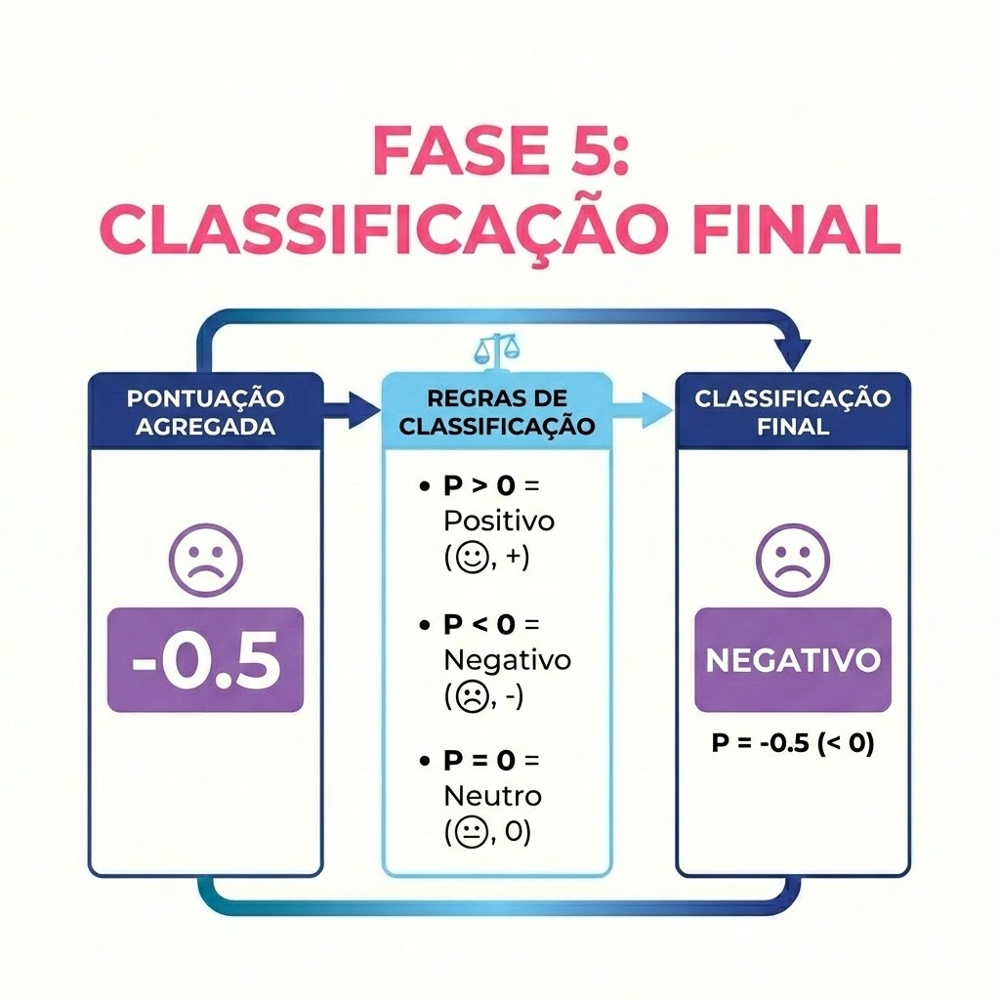 FASE 5:
CLASSIFICAÇÃO FINAL
PONTUAÇÃO
AGREGADA
-0.5
REGRAS DE
CLASSIFICAÇÃO
• P > 0 =
Positivo
(☺, +)
• P < 0 =
Negativo
(☹, -)
• P = 0 =
Neutro
(😐, 0)
CLASSIFICAÇÃO
FINAL
NEGATIVO
P = -0.5 (< 0)